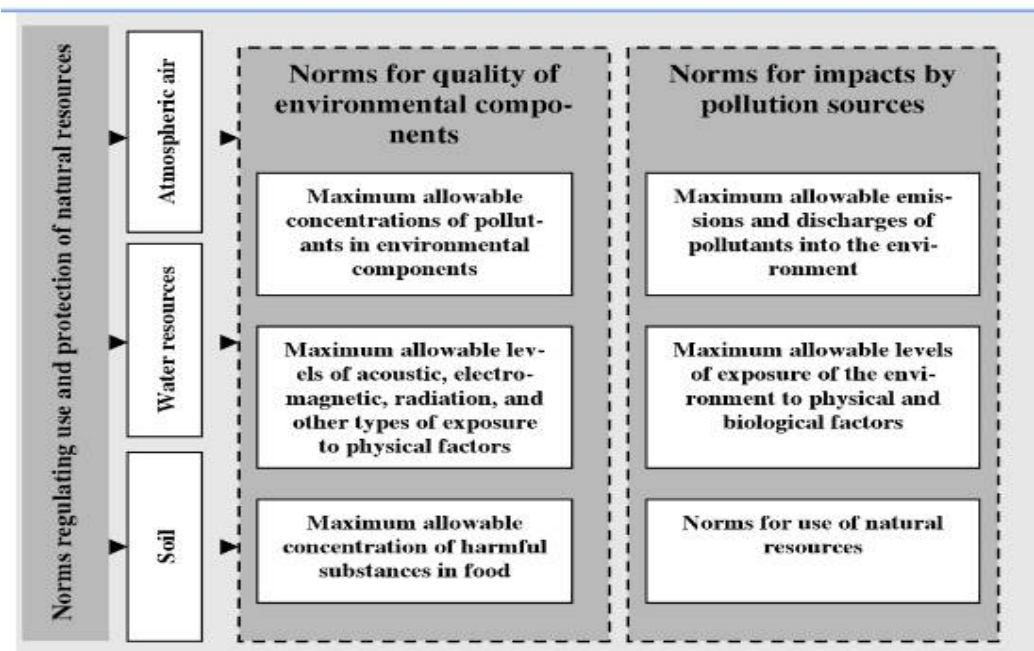 Norms regulating use and protection of natural resources
Atmospheric air
Water resources
Soil
Norms for quality of
environmental compo-
nents
Maximum allowable
concentrations of pollut-
ants in environmental
components
Maximum allowable lev-
els of acoustic, electro-
magnetic, radiation, and
other types of exposure
to physical factors
Maximum allowable
concentration of harmful
substances in food
Norms for impacts by
pollution sources
Maximum allowable emis-
sions and discharges of
pollutants into the envi-
ronment
Maximum allowable levels
of exposure of the envi-
ronment to physical and
biological factors
Norms for use of natural
resources